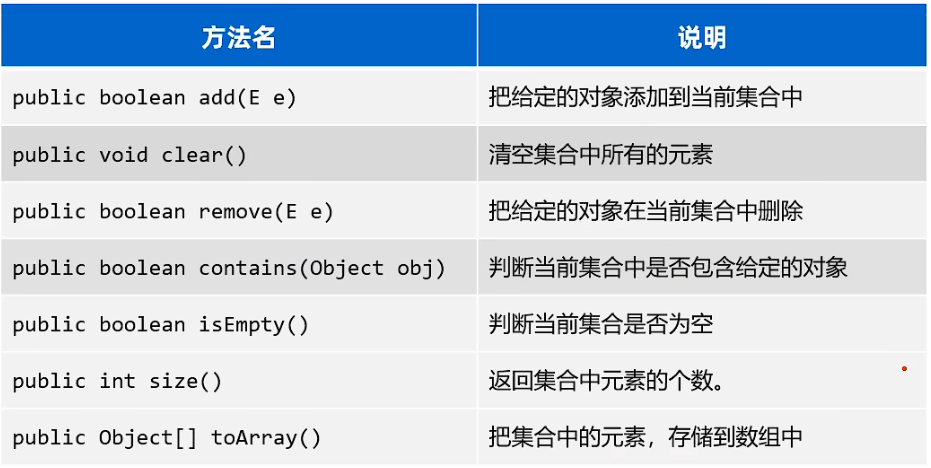 方法名 说明
public boolean add(E e) 把给定的对象添加到当前集合中
public void clear() 清空集合中所有的元素
public boolean remove(E e) 把给定的对象在当前集合中删除
public boolean contains(Object obj) 判断当前集合中是否包含给定的对象
public boolean isEmpty() 判断当前集合是否为空
public int size() 返回集合中元素的个数。
public Object[] toArray() 把集合中的元素，存储到数组中